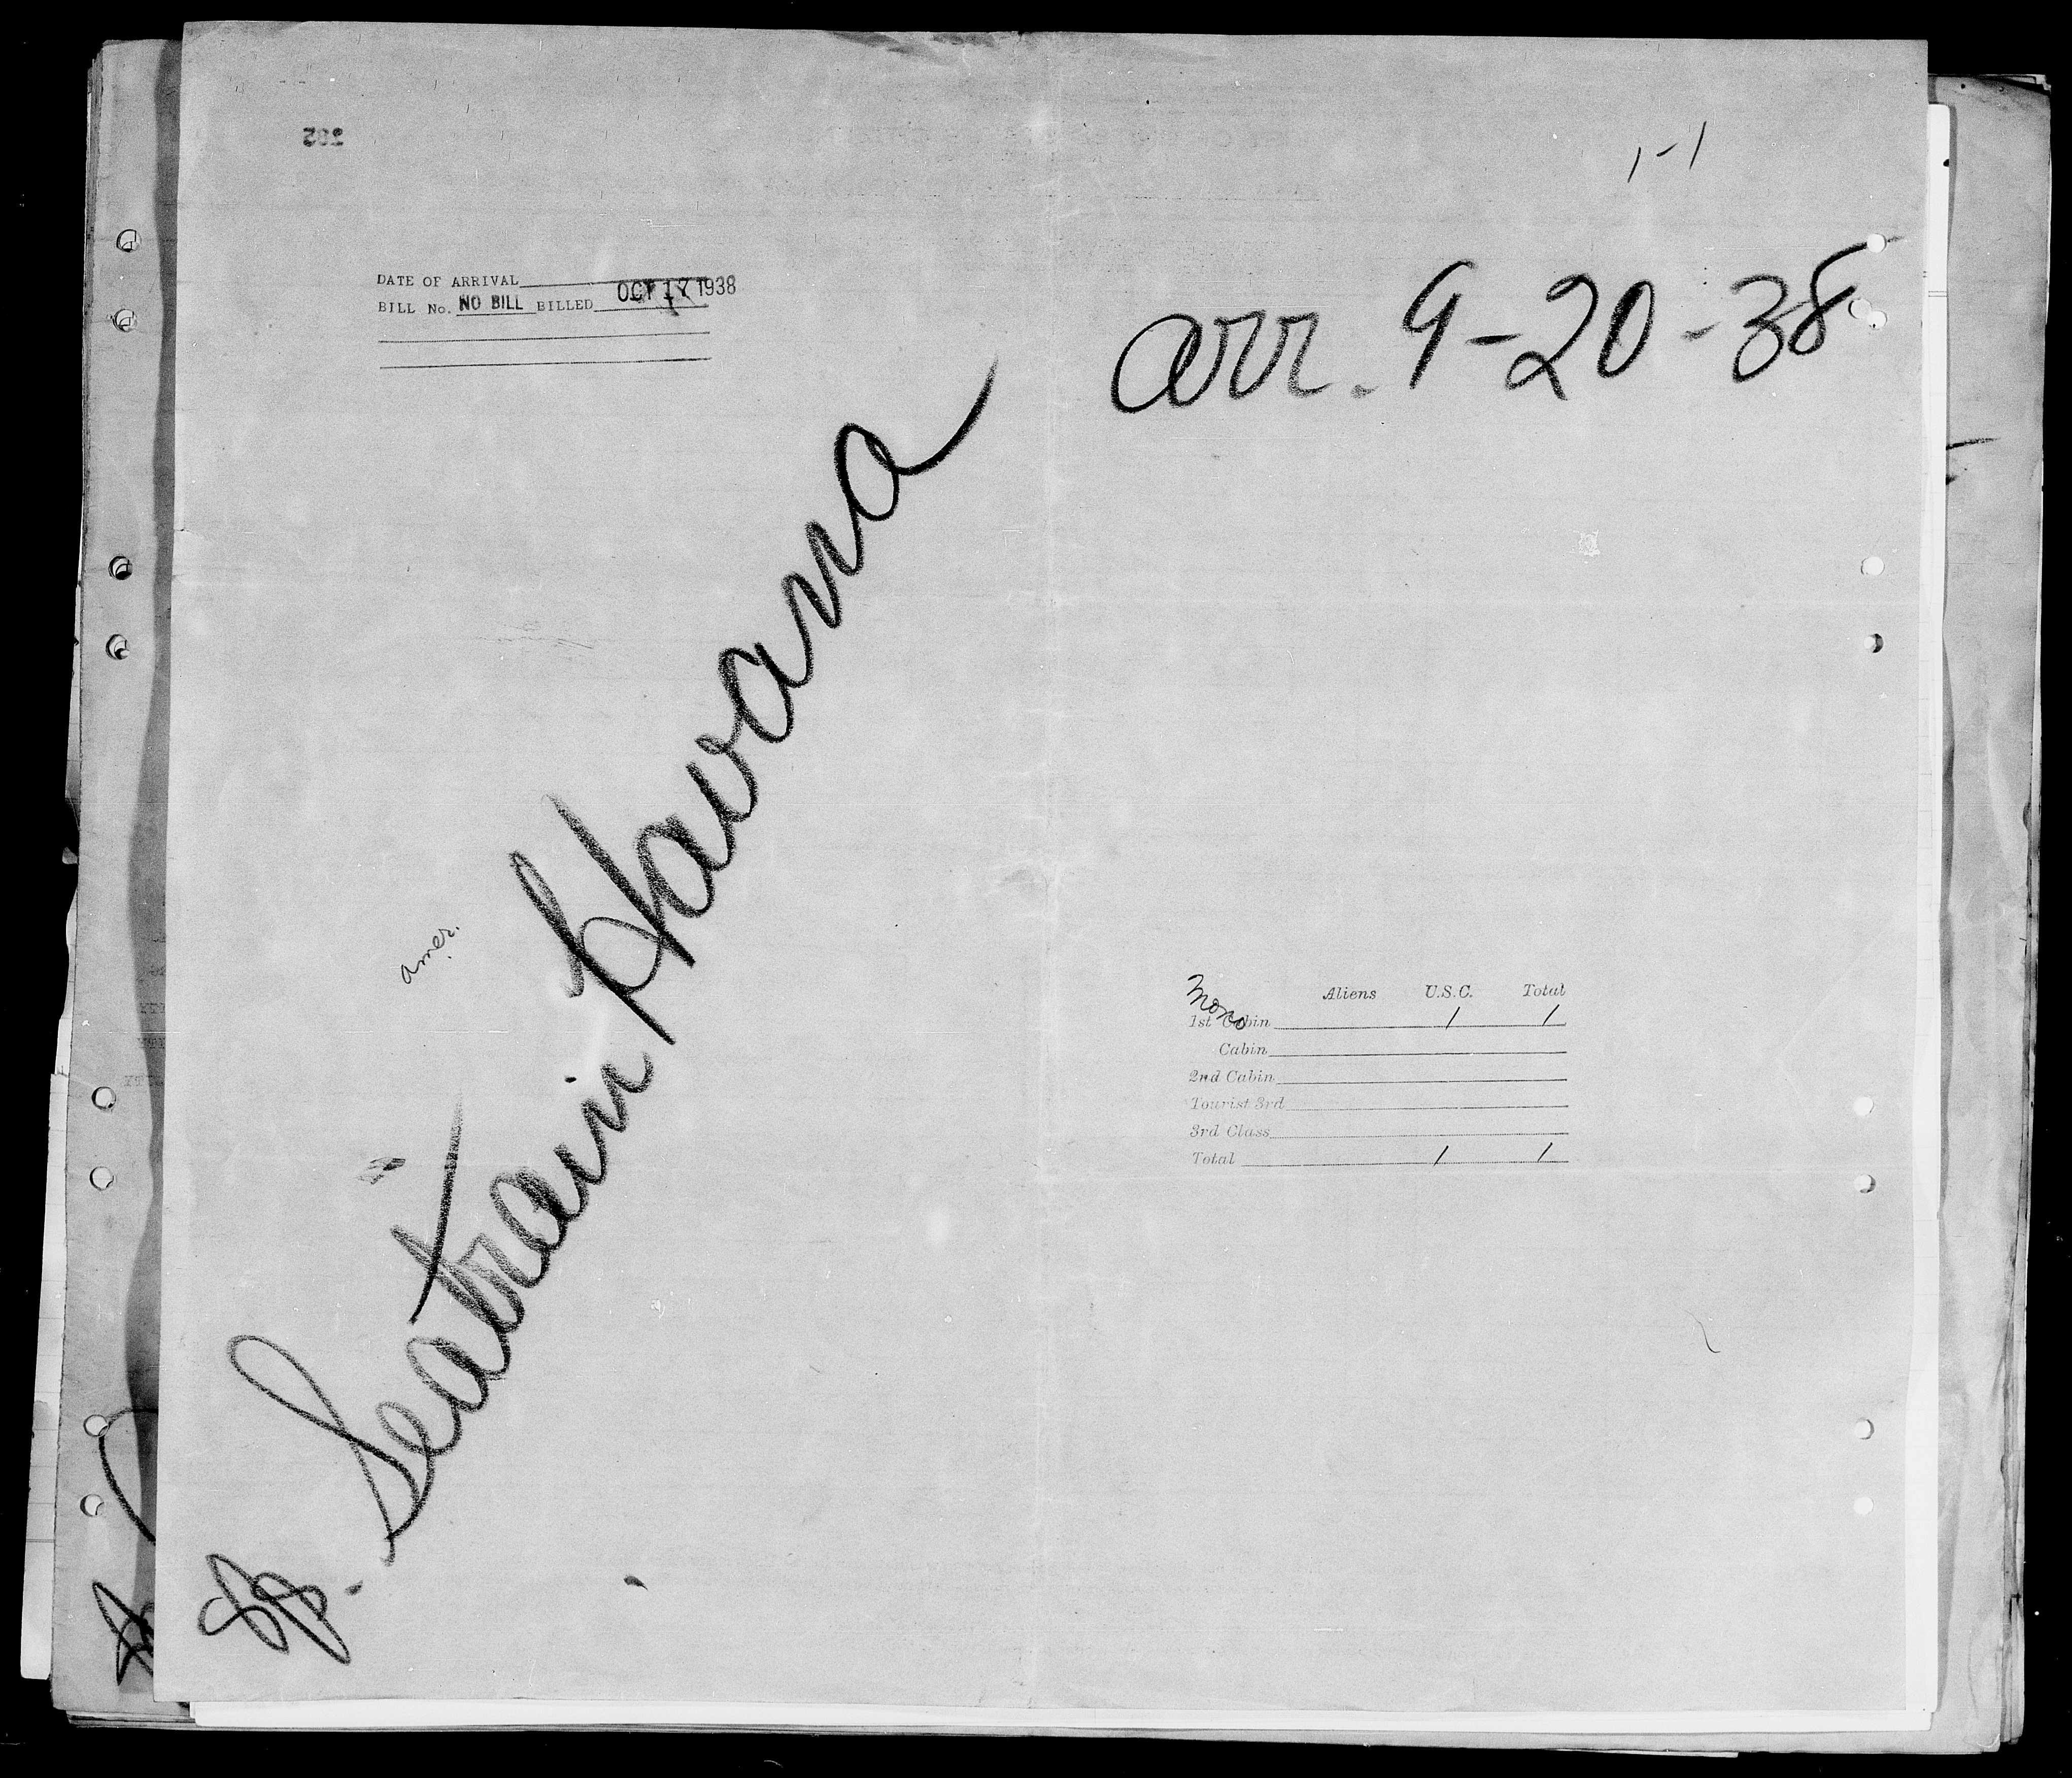 1-1
DATE OF ARRIVAL
BILL No. NO BILL BILLED OCT 17 1938
arr. 9-20-38
SS. Seatrain Havana
amer.
Aliens U.S.C. Total
1st Cabin 1 1
Cabin
2nd Cabin
Tourist 3rd
3rd Class
Total 1 1